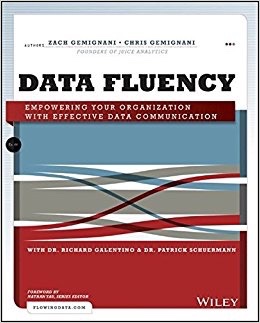 AUTHORS ZACH GEMIGNANI • CHRIS GEMIGNANI
FOUNDERS OF JUICE ANALYTICS
DATA FLUENCY
EMPOWERING YOUR ORGANIZATION
WITH EFFECTIVE DATA COMMUNICATION
WITH DR. RICHARD GALENTINO & DR. PATRICK SCHUERMANN
FOREWORD BY
NATHAN YAU, SERIES EDITOR
FLOWINGDATA.COM
WILEY